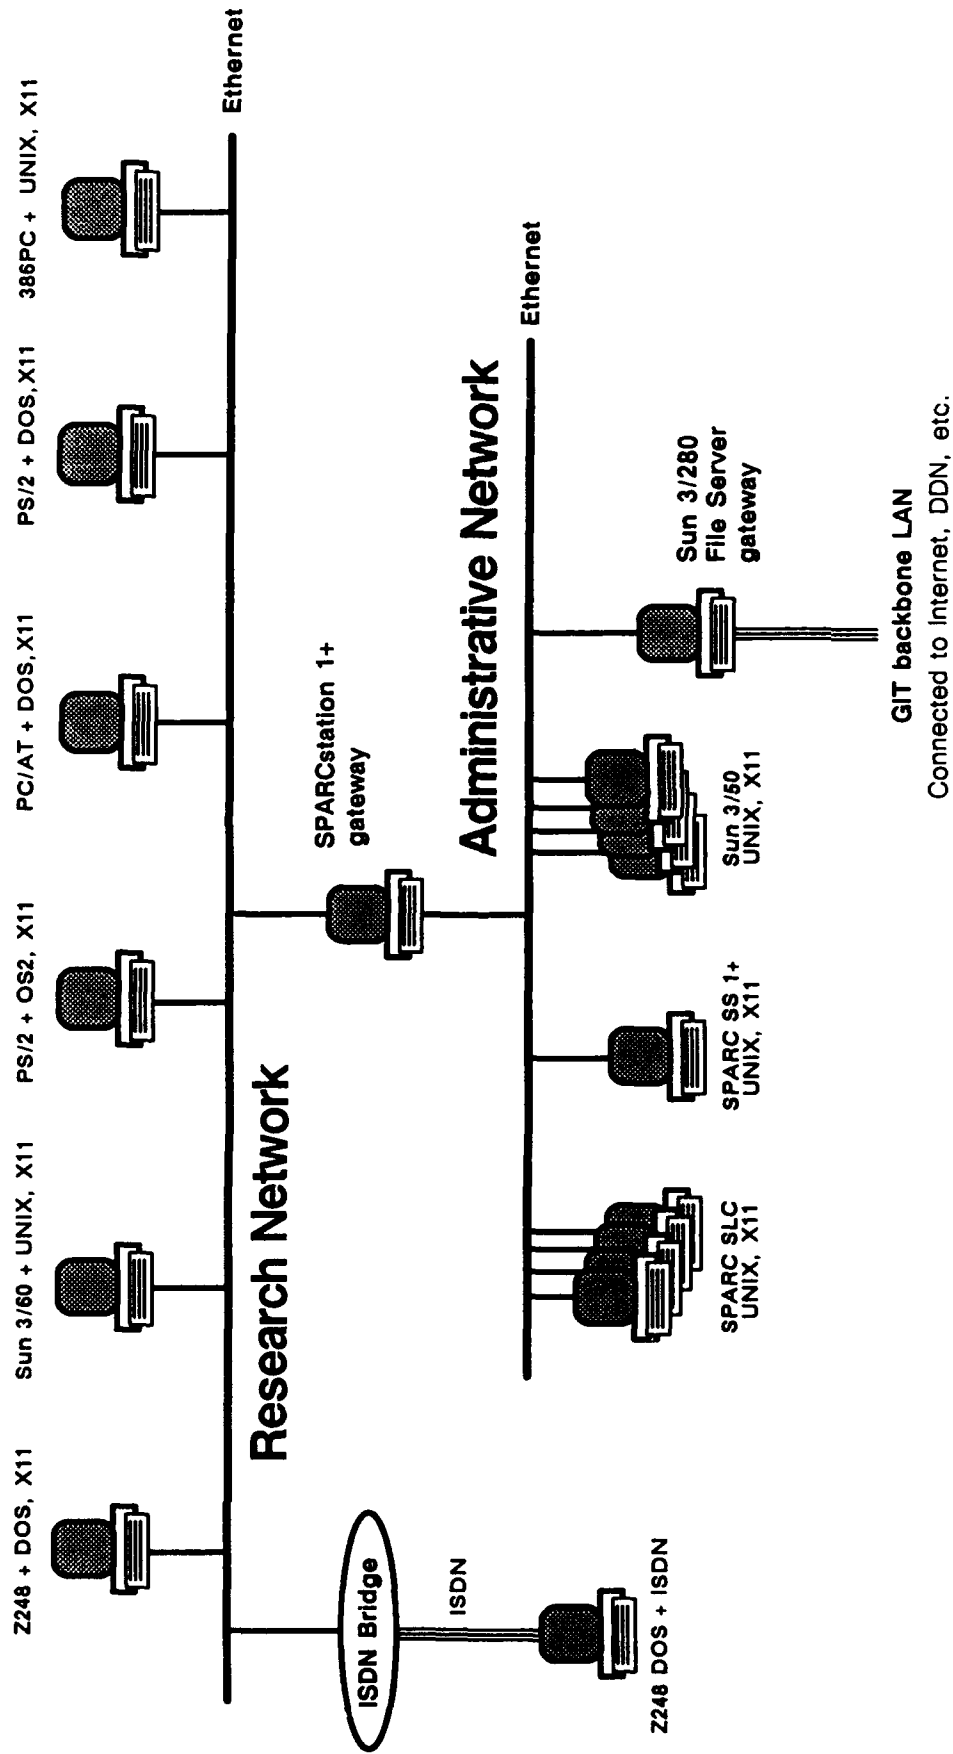 Z248 + DOS, X11
Sun 3/60 + UNIX, X11
PS/2 + OS2, X11
PC/AT + DOS,X11
PS/2 + DOS,X11
386PC + UNIX, X11
Ethernet
Research Network
SPARCstation 1+
gateway
ISDN Bridge
ISDN
Z248 DOS + ISDN
Administrative Network
Ethernet
SPARC SLC
UNIX, X11
SPARC SS 1+
UNIX, X11
Sun 3/50
UNIX, X11
Sun 3/280
File Server
gateway
GIT backbone LAN
Connected to Internet, DDN, etc.